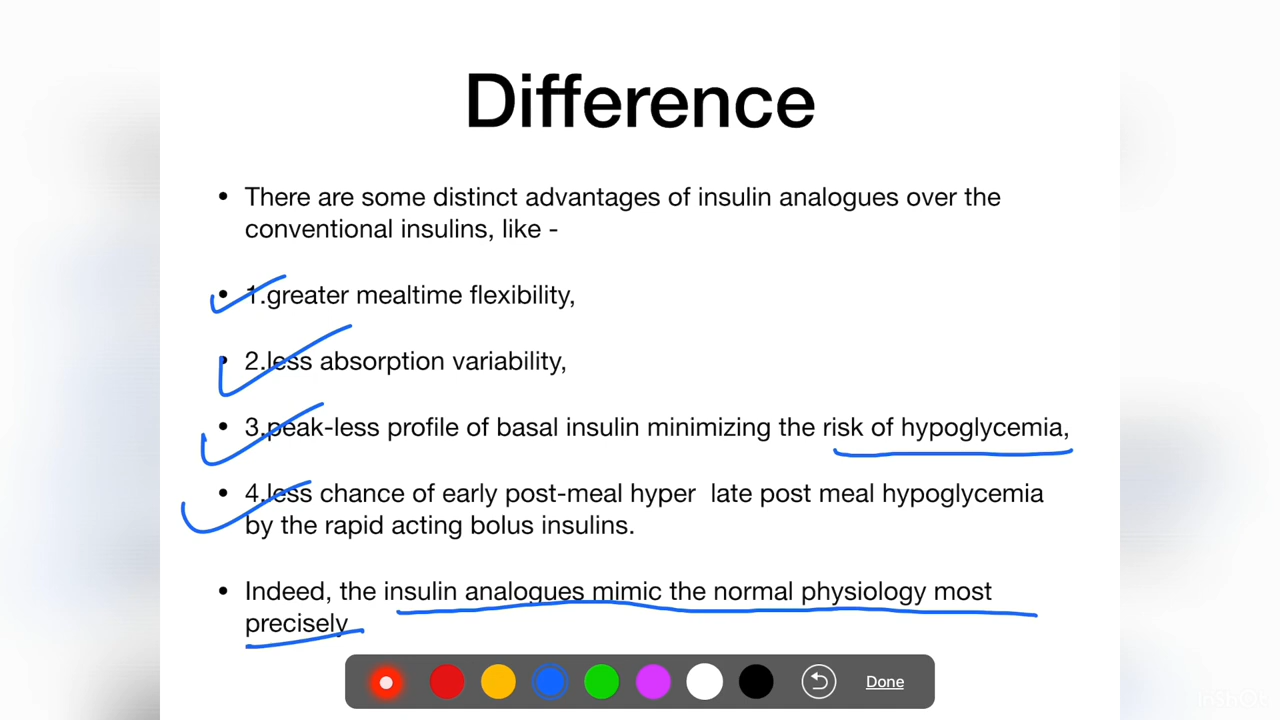 Difference
• There are some distinct advantages of insulin analogues over the
conventional insulins, like -
• 1.greater mealtime flexibility,
• 2.less absorption variability,
• 3.peak-less profile of basal insulin minimizing the risk of hypoglycemia,
• 4.less chance of early post-meal hyper  late post meal hypoglycemia
by the rapid acting bolus insulins.
• Indeed, the insulin analogues mimic the normal physiology most
precisely
Done